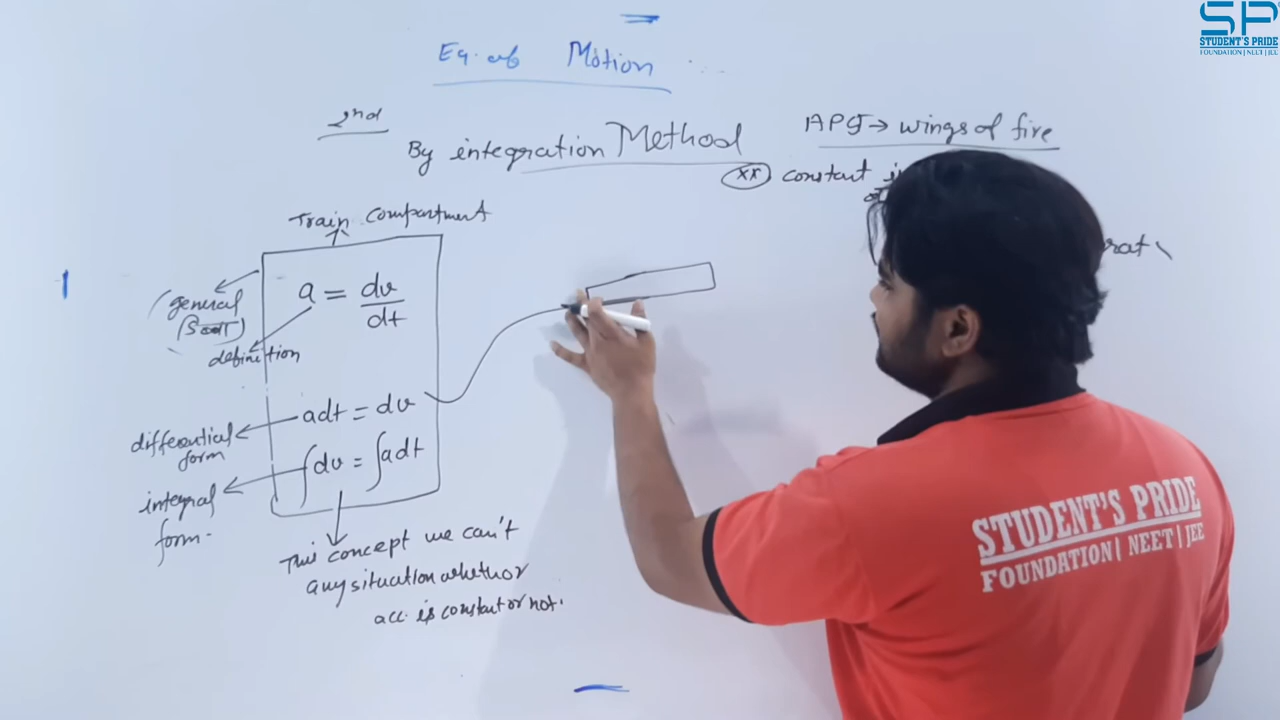 SP
STUDENT'S PRIDE
FOUNDATION | NEET | JEE
Eq. of Motion
2nd
By integration Method
APJ → wings of fire
xx constant
Train Compartment
general
definition
a = dv/dt
adt = dv
differential form
∫dv = ∫adt
integral form.
This concept we can't
any situation whether
acc. is constant or not.
STUDENT'S PRIDE
FOUNDATION | NEET | JEE